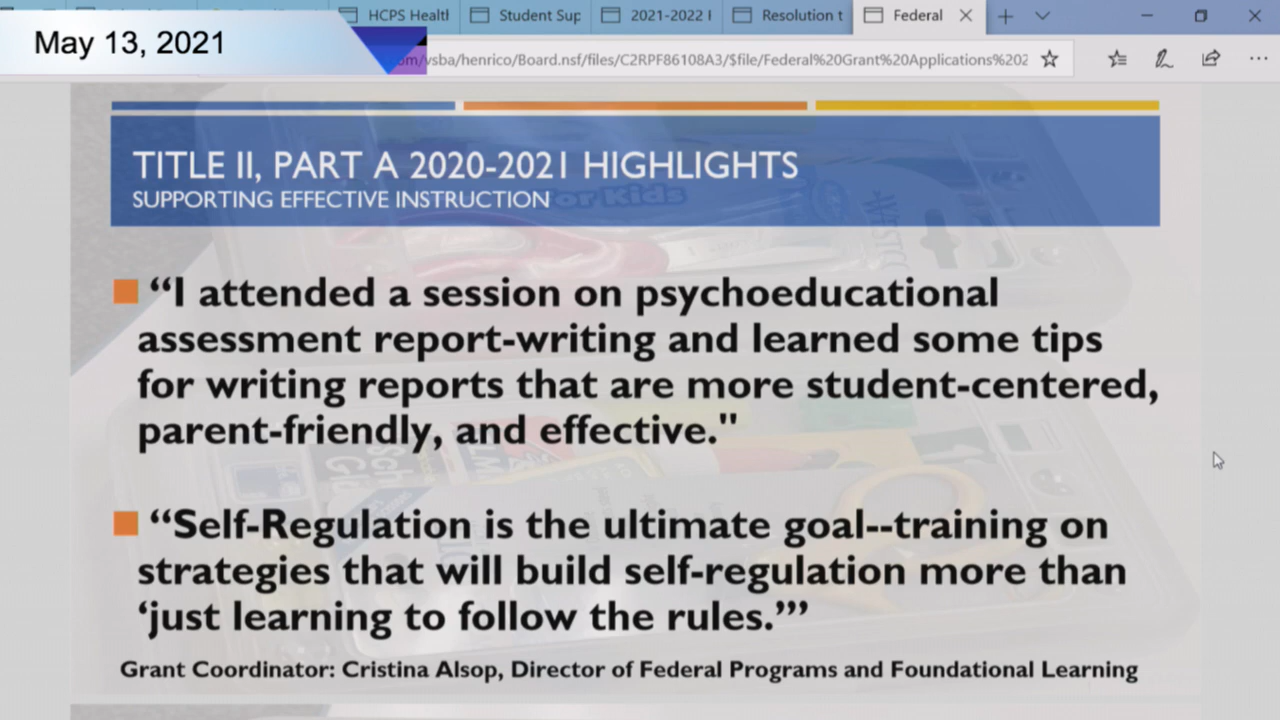 HCPS Healtl
Student Sup
2021-2022 I
Resolution t
Federal
May 13, 2021
om/vsba/henrico/Board.nsf/files/C2RPF86108A3/$file/Federal%20Grant%20Applications%202
TITLE II, PART A 2020-2021 HIGHLIGHTS
SUPPORTING EFFECTIVE INSTRUCTION
for Kids
WESTC
“I attended a session on psychoeducational
assessment report-writing and learned some tips
for writing reports that are more student-centered,
parent-friendly, and effective."
“Self-Regulation is the ultimate goal--training on
strategies that will build self-regulation more than
‘just learning to follow the rules.’”
Grant Coordinator: Cristina Alsop, Director of Federal Programs and Foundational Learning